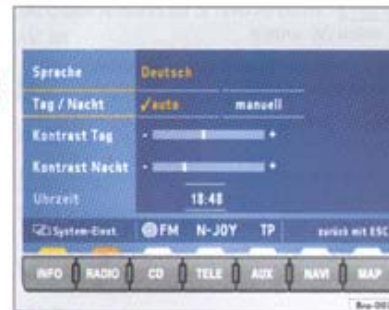 Sprache Deutsch
Tag / Nacht ✓auto manuell
Kontrast Tag - +
Kontrast Nacht - +
Uhrzeit 18:48
System-Einst. FM N-JOY TP zurück mit ESC
INFO RADIO CD TELE AUX NAVI MAP